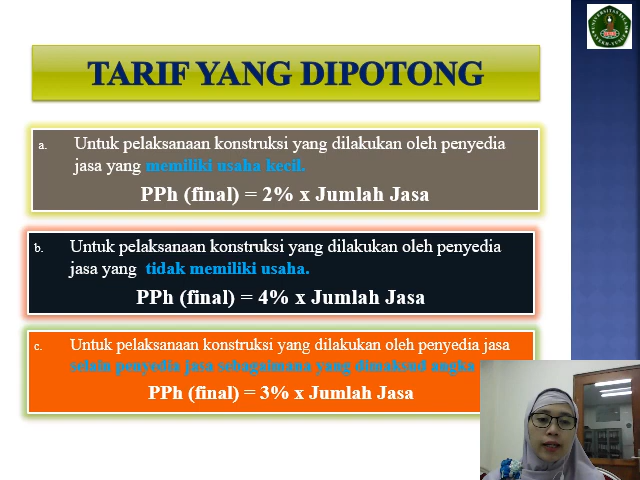 TARIF YANG DIPOTONG
a. Untuk pelaksanaan konstruksi yang dilakukan oleh penyedia
jasa yang memiliki usaha kecil.
PPh (final) = 2% x Jumlah Jasa
b. Untuk pelaksanaan konstruksi yang dilakukan oleh penyedia
jasa yang tidak memiliki usaha.
PPh (final) = 4% x Jumlah Jasa
c. Untuk pelaksanaan konstruksi yang dilakukan oleh penyedia jasa
selain penyedia jasa sebagaimana yang dimaksud angka
PPh (final) = 3% x Jumlah Jasa